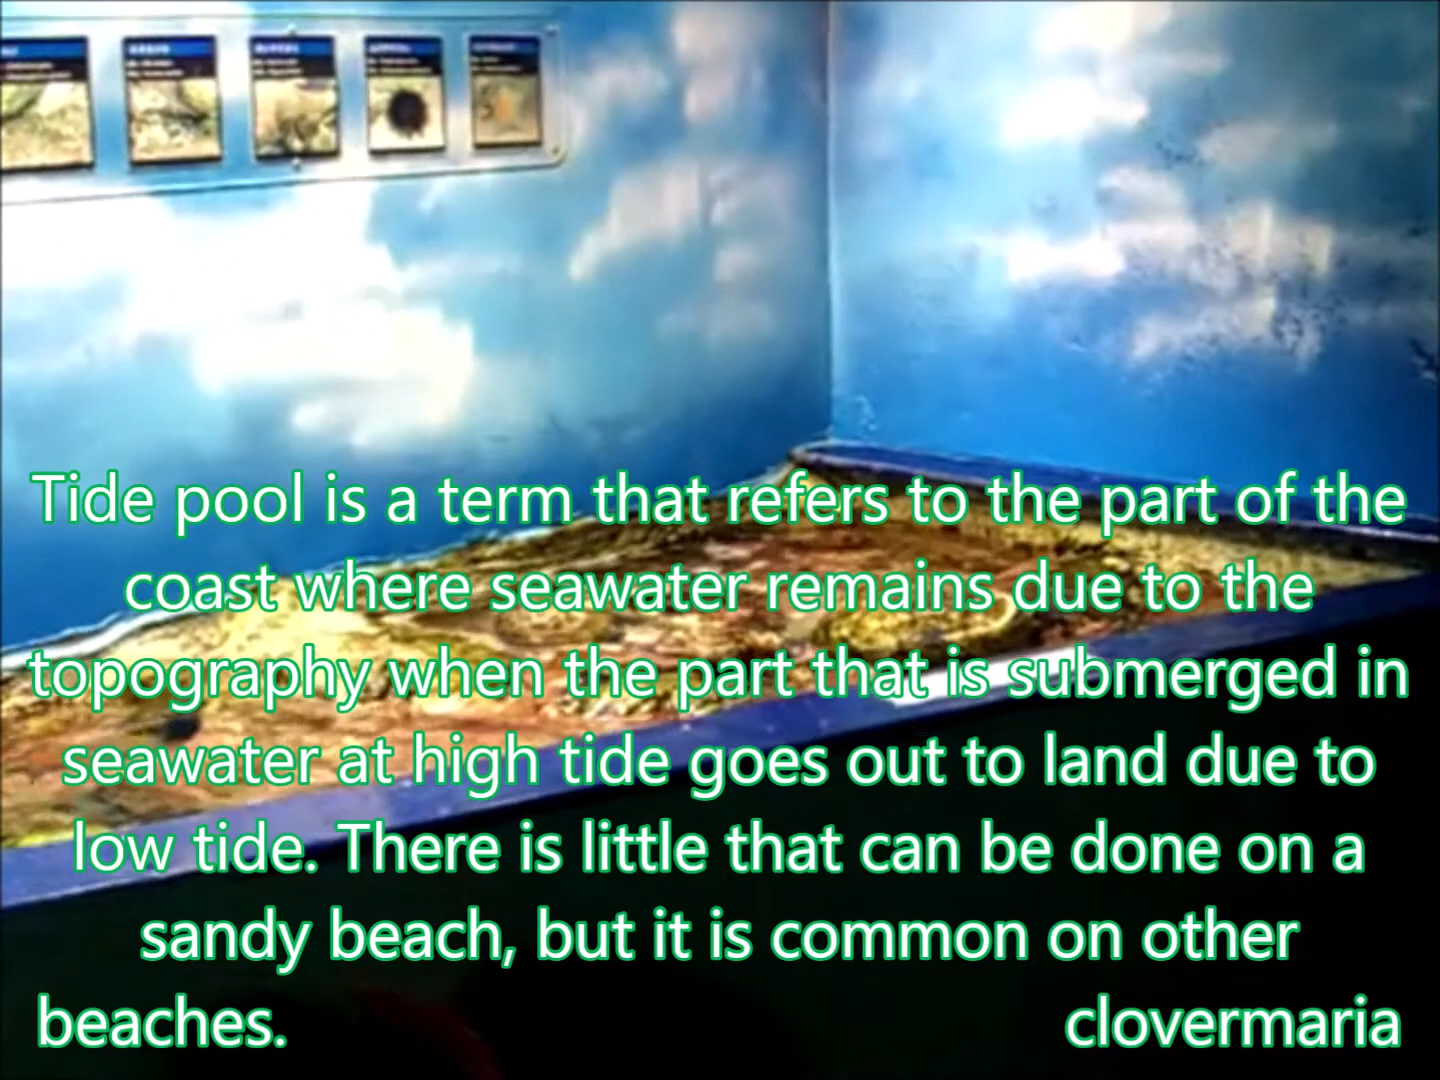 Tide pool is a term that refers to the part of the
coast where seawater remains due to the
topography when the part that is submerged in
seawater at high tide goes out to land due to
low tide. There is little that can be done on a
sandy beach, but it is common on other
beaches. clovermaria